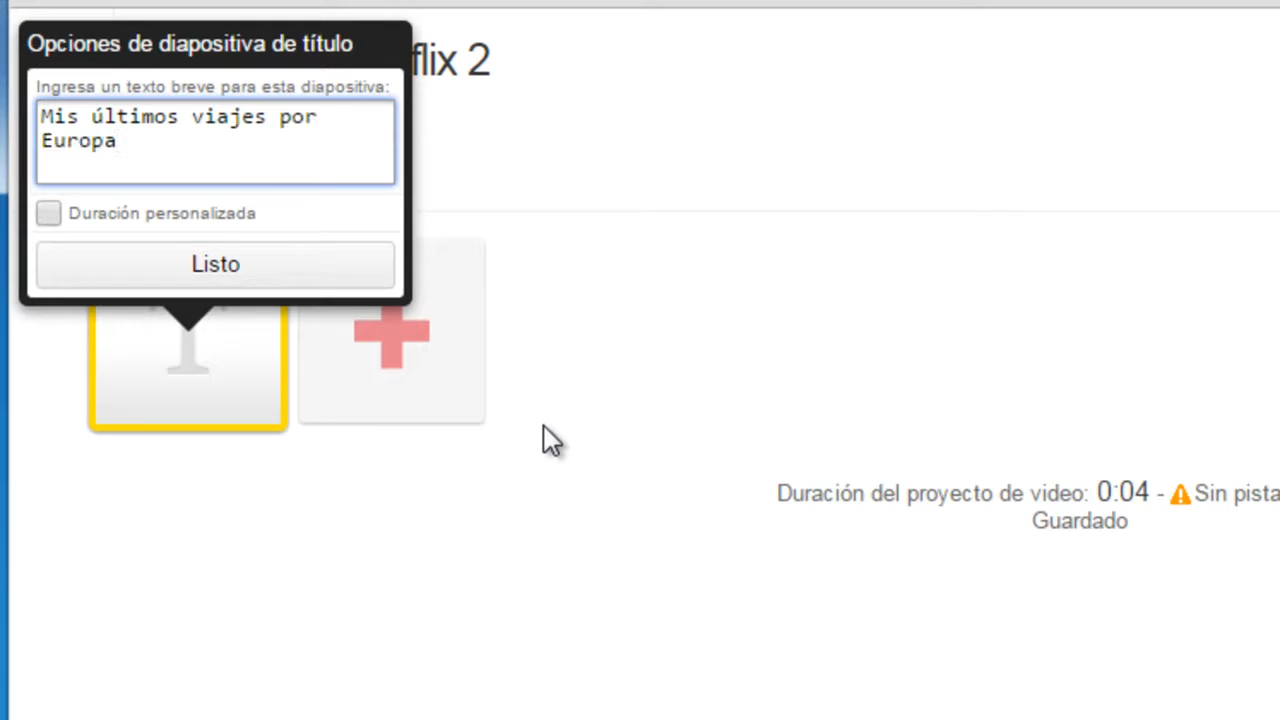 Opciones de diapositiva de título
flix 2
Ingresa un texto breve para esta diapositiva:
Mis últimos viajes por
Europa
Duración personalizada
Listo
Duración del proyecto de video: 0:04 - Sin pista
Guardado